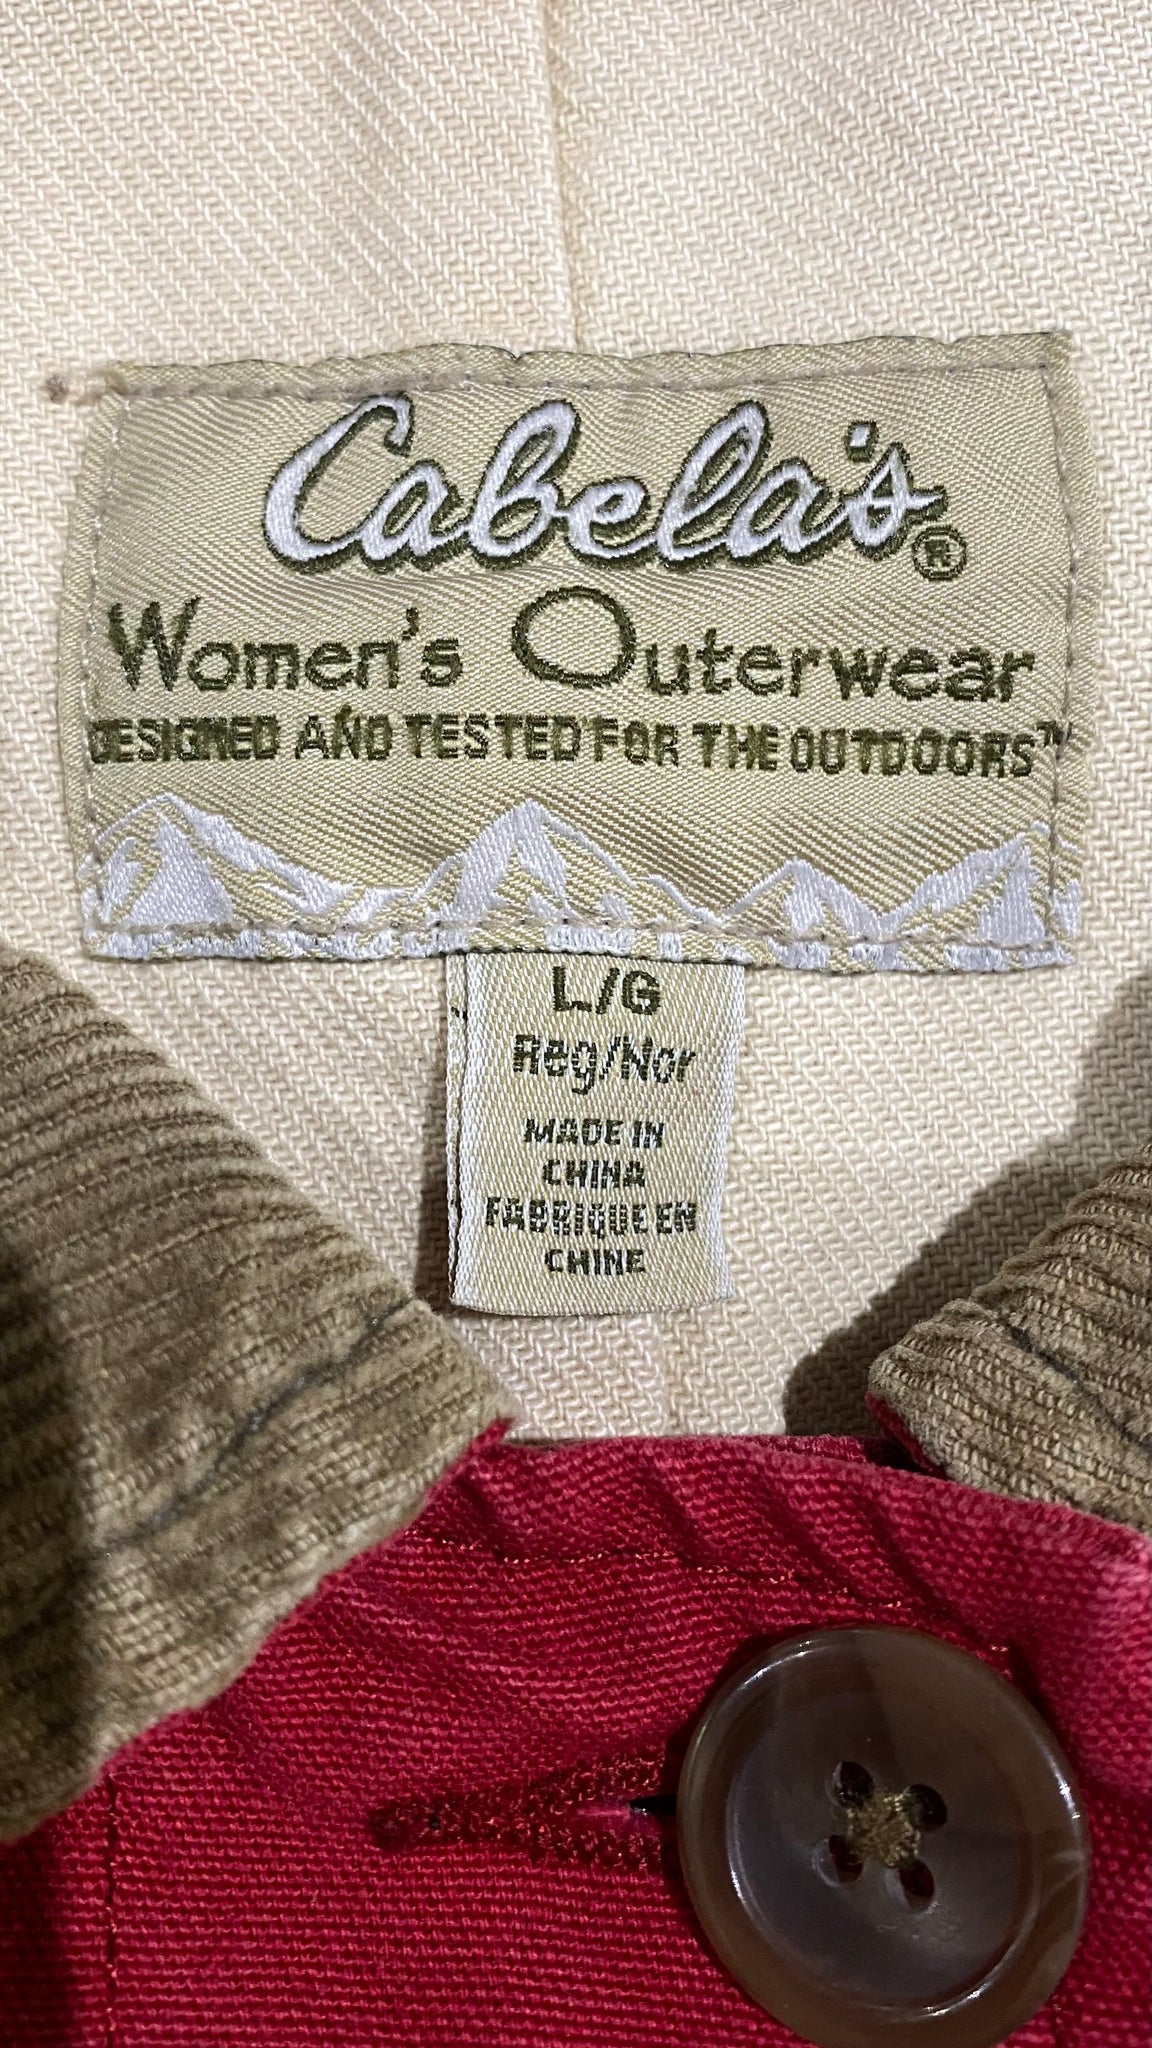 Cabela's®
Women's Outerwear
DESIGNED AND TESTED FOR THE OUTDOORS™
L/G
Reg/Nor
MADE IN
CHINA
FABRIQUE EN
CHINE